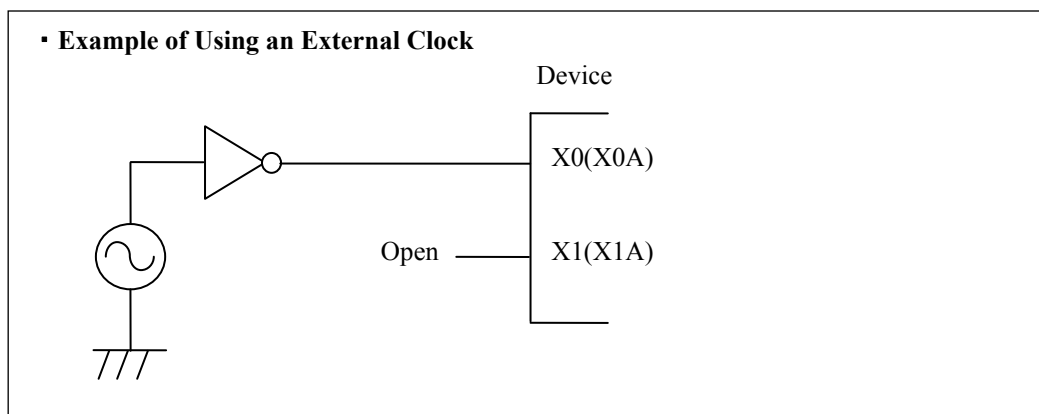 · Example of Using an External Clock
Device
X0(X0A)
Open
X1(X1A)